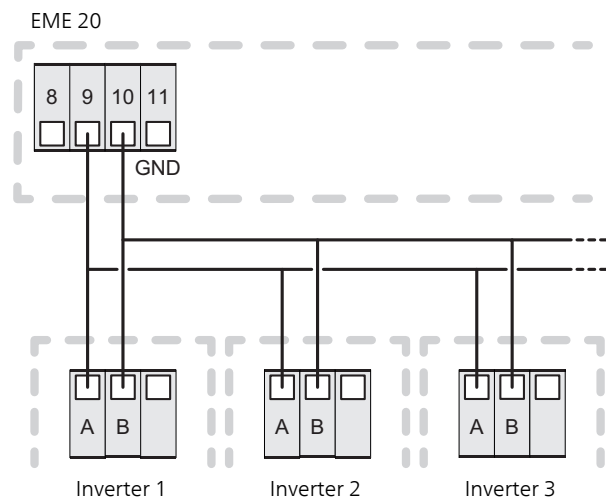 EME 20
8 9 10 11
GND
A B A B A B
Inverter 1 Inverter 2 Inverter 3